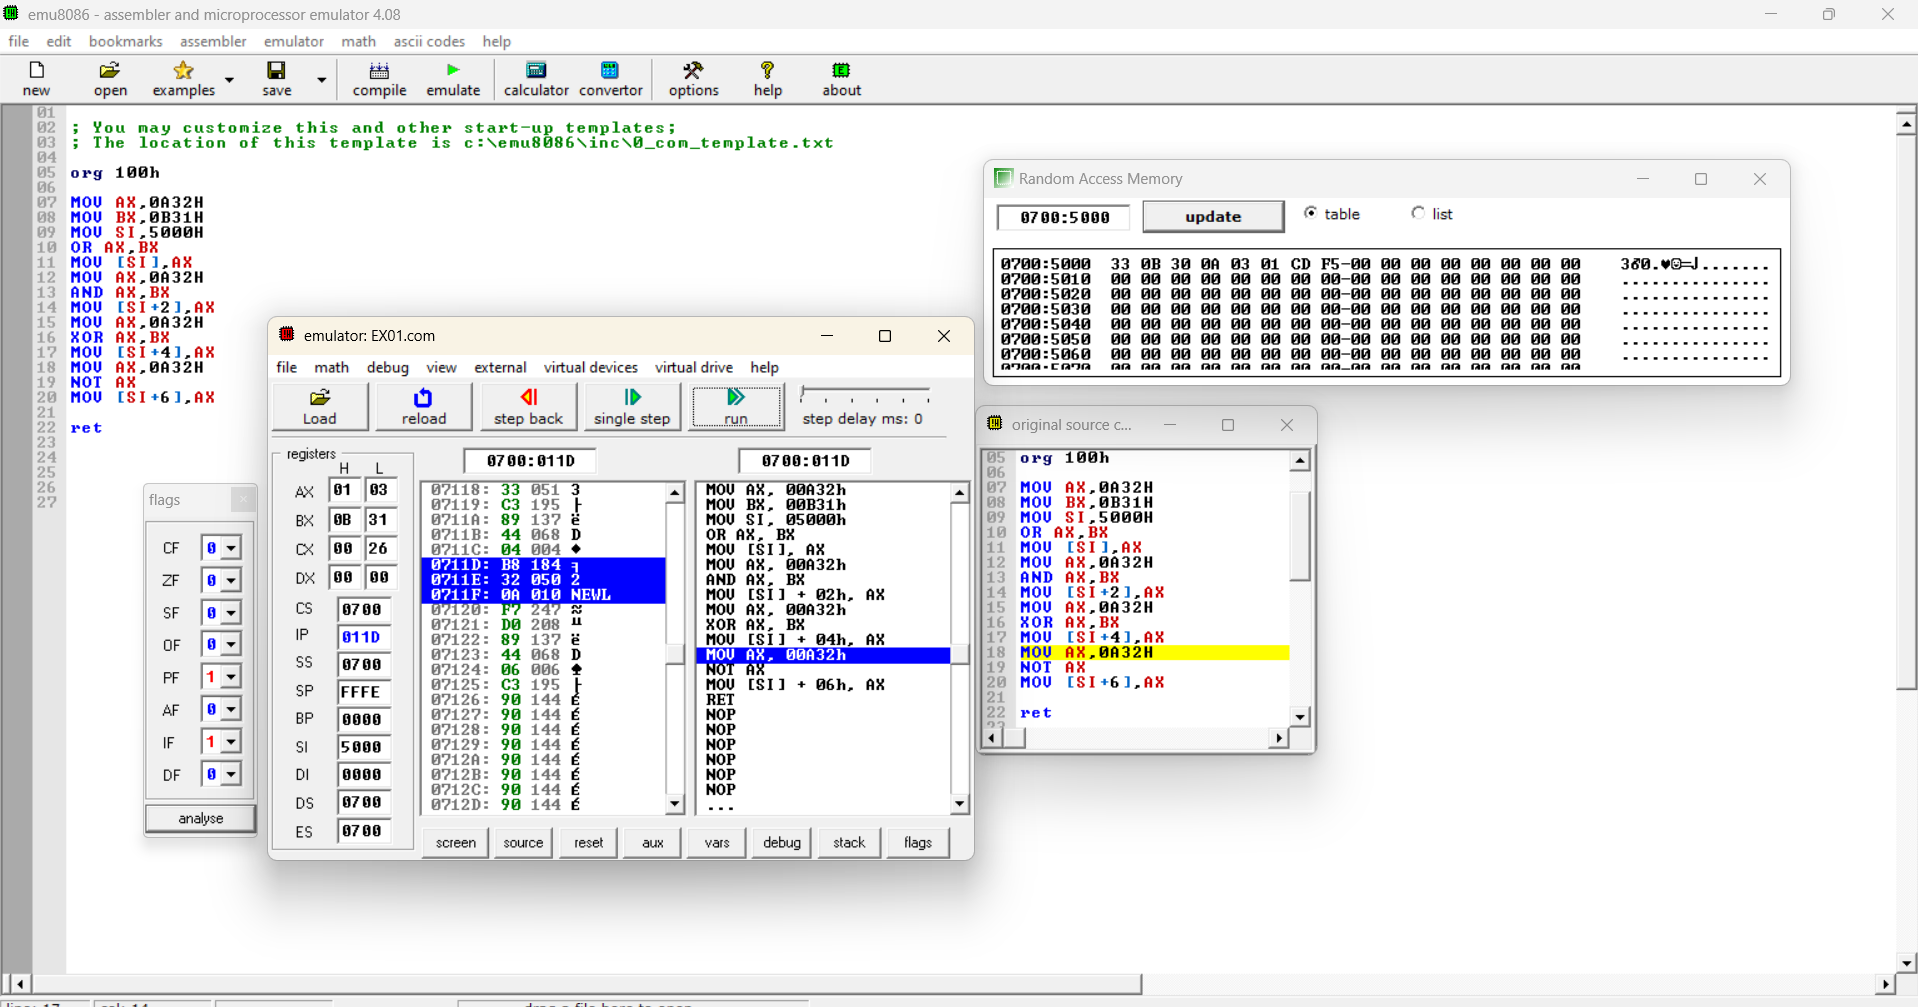 emu8086 - assembler and microprocessor emulator 4.08
file edit bookmarks assembler emulator math ascii codes help
new open examples save compile emulate calculator convertor options help about
01
02 ; You may customize this and other start-up templates;
03 ; The location of this template is c:\emu8086\inc\0_com_template.txt
04
05 org 100h
06
07 MOV AX,0A32H
08 MOV BX,0B31H
09 MOV SI,5000H
10 OR AX,BX
11 MOV [SI],AX
12 MOV AX,0A32H
13 AND AX,BX
14 MOV [SI+2],AX
15 MOV AX,0A32H
16 XOR AX,BX
17 MOV [SI+4],AX
18 MOV AX,0A32H
19 NOT AX
20 MOV [SI+6],AX
21
22 ret
23
24
25
26
27
flags
CF 0
ZF 0
SF 0
OF 0
PF 1
AF 0
IF 1
DF 0
analyse
emulator: EX01.com
file math debug view external virtual devices virtual drive help
Load reload step back single step run step delay ms: 0
registers
H L
AX 01 03
BX 0B 31
CX 00 26
DX 00 00
CS 0700
IP 011D
SS 0700
SP FFFE
BP 0000
SI 5000
DI 0000
DS 0700
ES 0700
0700:011D
07118: 33 051 3
07119: C3 195 ├
0711A: 89 137 ë
0711B: 44 068 D
0711C: 04 004 ♦
0711D: B8 184 ╕
0711E: 32 050 2
0711F: 0A 010 NEWL
07120: F7 247 ≈
07121: D0 208 ╨
07122: 89 137 ë
07123: 44 068 D
07124: 06 006 ♠
07125: C3 195 ├
07126: 90 144 É
07127: 90 144 É
07128: 90 144 É
07129: 90 144 É
0712A: 90 144 É
0712B: 90 144 É
0712C: 90 144 É
0712D: 90 144 É
0700:011D
MOV AX, 00A32h
MOV BX, 00B31h
MOV SI, 05000h
OR AX, BX
MOV [SI], AX
MOV AX, 00A32h
AND AX, BX
MOV [SI] + 02h, AX
MOV AX, 00A32h
XOR AX, BX
MOV [SI] + 04h, AX
MOV AX, 00A32h
NOT AX
MOV [SI] + 06h, AX
RET
NOP
NOP
NOP
NOP
NOP
NOP
...
screen source reset aux vars debug stack flags
Random Access Memory
0700:5000 update table list
0700:5000 33 0B 30 0A 03 01 CD F5-00 00 00 00 00 00 00 00 3♂0.♥☺═⌡........
0700:5010 00 00 00 00 00 00 00 00-00 00 00 00 00 00 00 00 ................
0700:5020 00 00 00 00 00 00 00 00-00 00 00 00 00 00 00 00 ................
0700:5030 00 00 00 00 00 00 00 00-00 00 00 00 00 00 00 00 ................
0700:5040 00 00 00 00 00 00 00 00-00 00 00 00 00 00 00 00 ................
0700:5050 00 00 00 00 00 00 00 00-00 00 00 00 00 00 00 00 ................
0700:5060 00 00 00 00 00 00 00 00-00 00 00 00 00 00 00 00 ................
0700:5070 00 00 00 00 00 00 00 00-00 00 00 00 00 00 00 00
original source c...
05 org 100h
06
07 MOV AX,0A32H
08 MOV BX,0B31H
09 MOV SI,5000H
10 OR AX,BX
11 MOV [SI],AX
12 MOV AX,0A32H
13 AND AX,BX
14 MOV [SI+2],AX
15 MOV AX,0A32H
16 XOR AX,BX
17 MOV [SI+4],AX
18 MOV AX,0A32H
19 NOT AX
20 MOV [SI+6],AX
21
22 ret
23
line: 17 drag a file here to open